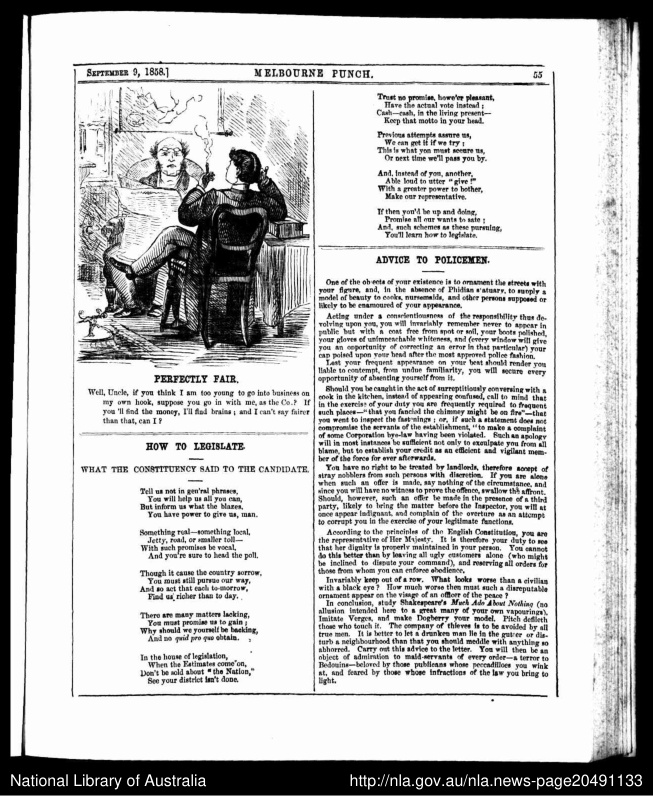 SEPTEMBER 9, 1858.] MELBOURNE PUNCH. 55
PERFECTLY FAIR.
Well, Uncle, if you think I am too young to go into business on
my own hook, suppose you go in with me, as the Co.? If
you 'll find the money, I'll find brains; and I can't say fairer
than that, can I?
HOW TO LEGISLATE.
WHAT THE CONSTITUENCY SAID TO THE CANDIDATE.
Tell us not in gen'ral phrases,
You will help us all you can,
But inform us what the blazes,
You have power to give us, man.
Something real—something local,
Jetty, road, or smaller toll—
With such promises be vocal,
And you're sure to head the poll.
Though it cause the country sorrow,
You must still pursue our way,
And so act that each to-morrow,
Find us richer than to day.
There are many matters lacking,
You must promise us to gain;
Why should we yourself be backing,
And no quid pro quo obtain.
In the house of legislation,
When the Estimates come on,
Don't be sold about "the Nation,"
See your district isn't done.
Trust no promise, howe'er pleasant,
Have the actual vote instead;
Cash—cash, in the living present—
Keep that motto in your head.
Previous attempts assure us,
We can get it if we try;
This is what you must secure us,
Or next time we'll pass you by.
And, instead of you, another,
Able loud to utter "give!"
With a greater power to bother,
Make our representative.
If then you'd be up and doing,
Promise all our wants to sate;
And, such schemes as these pursuing,
You'll learn how to legislate.
ADVICE TO POLICEMEN.
One of the objects of your existence is to ornament the streets with
your figure, and, in the absence of Phidian statuary, to supply a
model of beauty to cooks, nursemaids, and other persons supposed or
likely to be enamoured of your appearance.
Acting under a conscientiousness of the responsibility thus de-
volving upon you, you will invariably remember never to appear in
public but with a coat free from spot or soil, your boots polished,
your gloves of unimpeachable whiteness, and (every window will give
you an opportunity of correcting an error in that particular) your
cap poised upon your head after the most approved police fashion.
Lest your frequent appearance on your beat should render you
liable to contempt, from undue familiarity, you will secure every
opportunity of absenting yourself from it.
Should you be caught in the act of surreptitiously conversing with a
cook in the kitchen, instead of appearing confused, call to mind that
in the exercise of your duty you are frequently required to frequent
such places—"that you fancied the chimney might be on fire"—that
you went to inspect the fastenings; or, if such a statement does not
compromise the servants of the establishment, "to make a complaint
of some Corporation bye-law having been violated. Such an apology
will in most instances be sufficient not only to exculpate you from all
blame, but to establish your credit as an efficient and vigilant mem-
ber of the force for ever afterwards.
You have no right to be treated by landlords, therefore accept of
stray nobblers from such persons with discretion. If you are alone
when such an offer is made, say nothing of the circumstance, and
since you will have no witness to prove the offence, swallow the affront.
Should, however, such an offer be made in the presence of a third
party, likely to bring the matter before the Inspector, you will at
once appear indignant, and complain of the overture as an attempt
to corrupt you in the exercise of your legitimate functions.
According to the principles of the English Constitution, you are
the representative of Her Majesty. It is therefore your duty to see
that her dignity is properly maintained in your person. You cannot
do this better than by leaving all ugly customers alone (who might
be inclined to dispute your command), and reserving all orders for
those from whom you can enforce obedience.
Invariably keep out of a row. What looks worse than a civilian
with a black eye? How much worse then must such a disreputable
ornament appear on the visage of an officer of the peace?
In conclusion, study Shakespeare's Much Ado About Nothing (no
allusion intended here to a great many of your own vapourings).
Imitate Verges, and make Dogberry your model. Pitch defileth
those who touch it. The company of thieves is to be avoided by all
true men. It is better to let a drunken man lie in the gutter or dis-
turb a neighbourhood than that you should meddle with anything so
abhorred. Carry out this advice to the letter. You will then be an
object of admiration to maid-servants of every order—a terror to
Bedouins—beloved by those publicans whose peccadilloes you wink
at, and feared by those whose infractions of the law you bring to
light.
National Library of Australia http://nla.gov.au/nla.news-page20491133